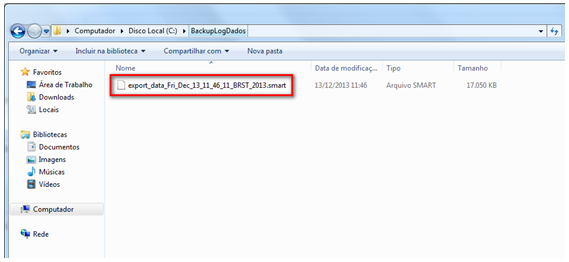 Computador ▸ Disco Local (C:) ▸ BackupLogDados
Organizar Incluir na biblioteca Compartilhar com Nova pasta
Nome Data de modificaç... Tipo Tamanho
export_data_Fri_Dec_13_11_46_11_BRST_2013.smart 13/12/2013 11:46 Arquivo SMART 17.050 KB
Favoritos
Área de Trabalho
Downloads
Locais
Bibliotecas
Documentos
Imagens
Músicas
Vídeos
Computador
Rede